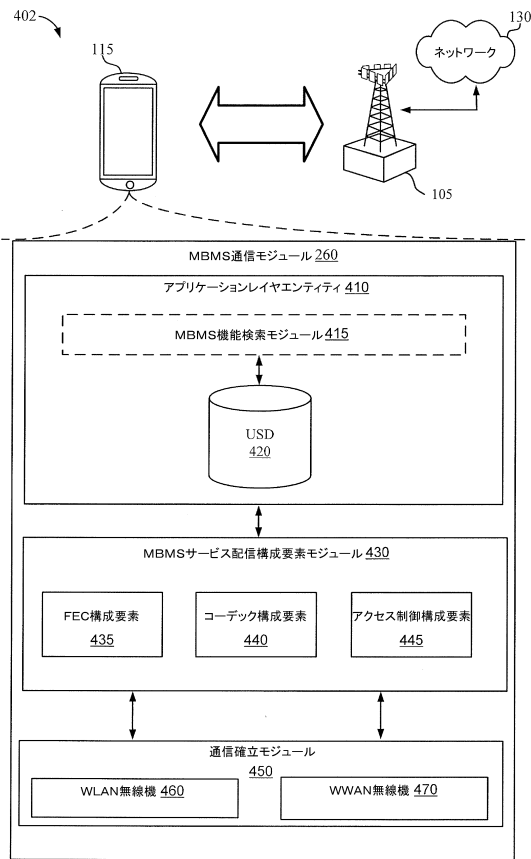 402
115
130
ネットワーク
105
MBMS通信モジュール 260
アプリケーションレイヤエンティティ 410
MBMS機能検索モジュール 415
USD
420
MBMSサービス配信構成要素モジュール 430
FEC構成要素
435
コーデック構成要素
440
アクセス制御構成要素
445
通信確立モジュール
450
WLAN無線機 460
WWAN無線機 470